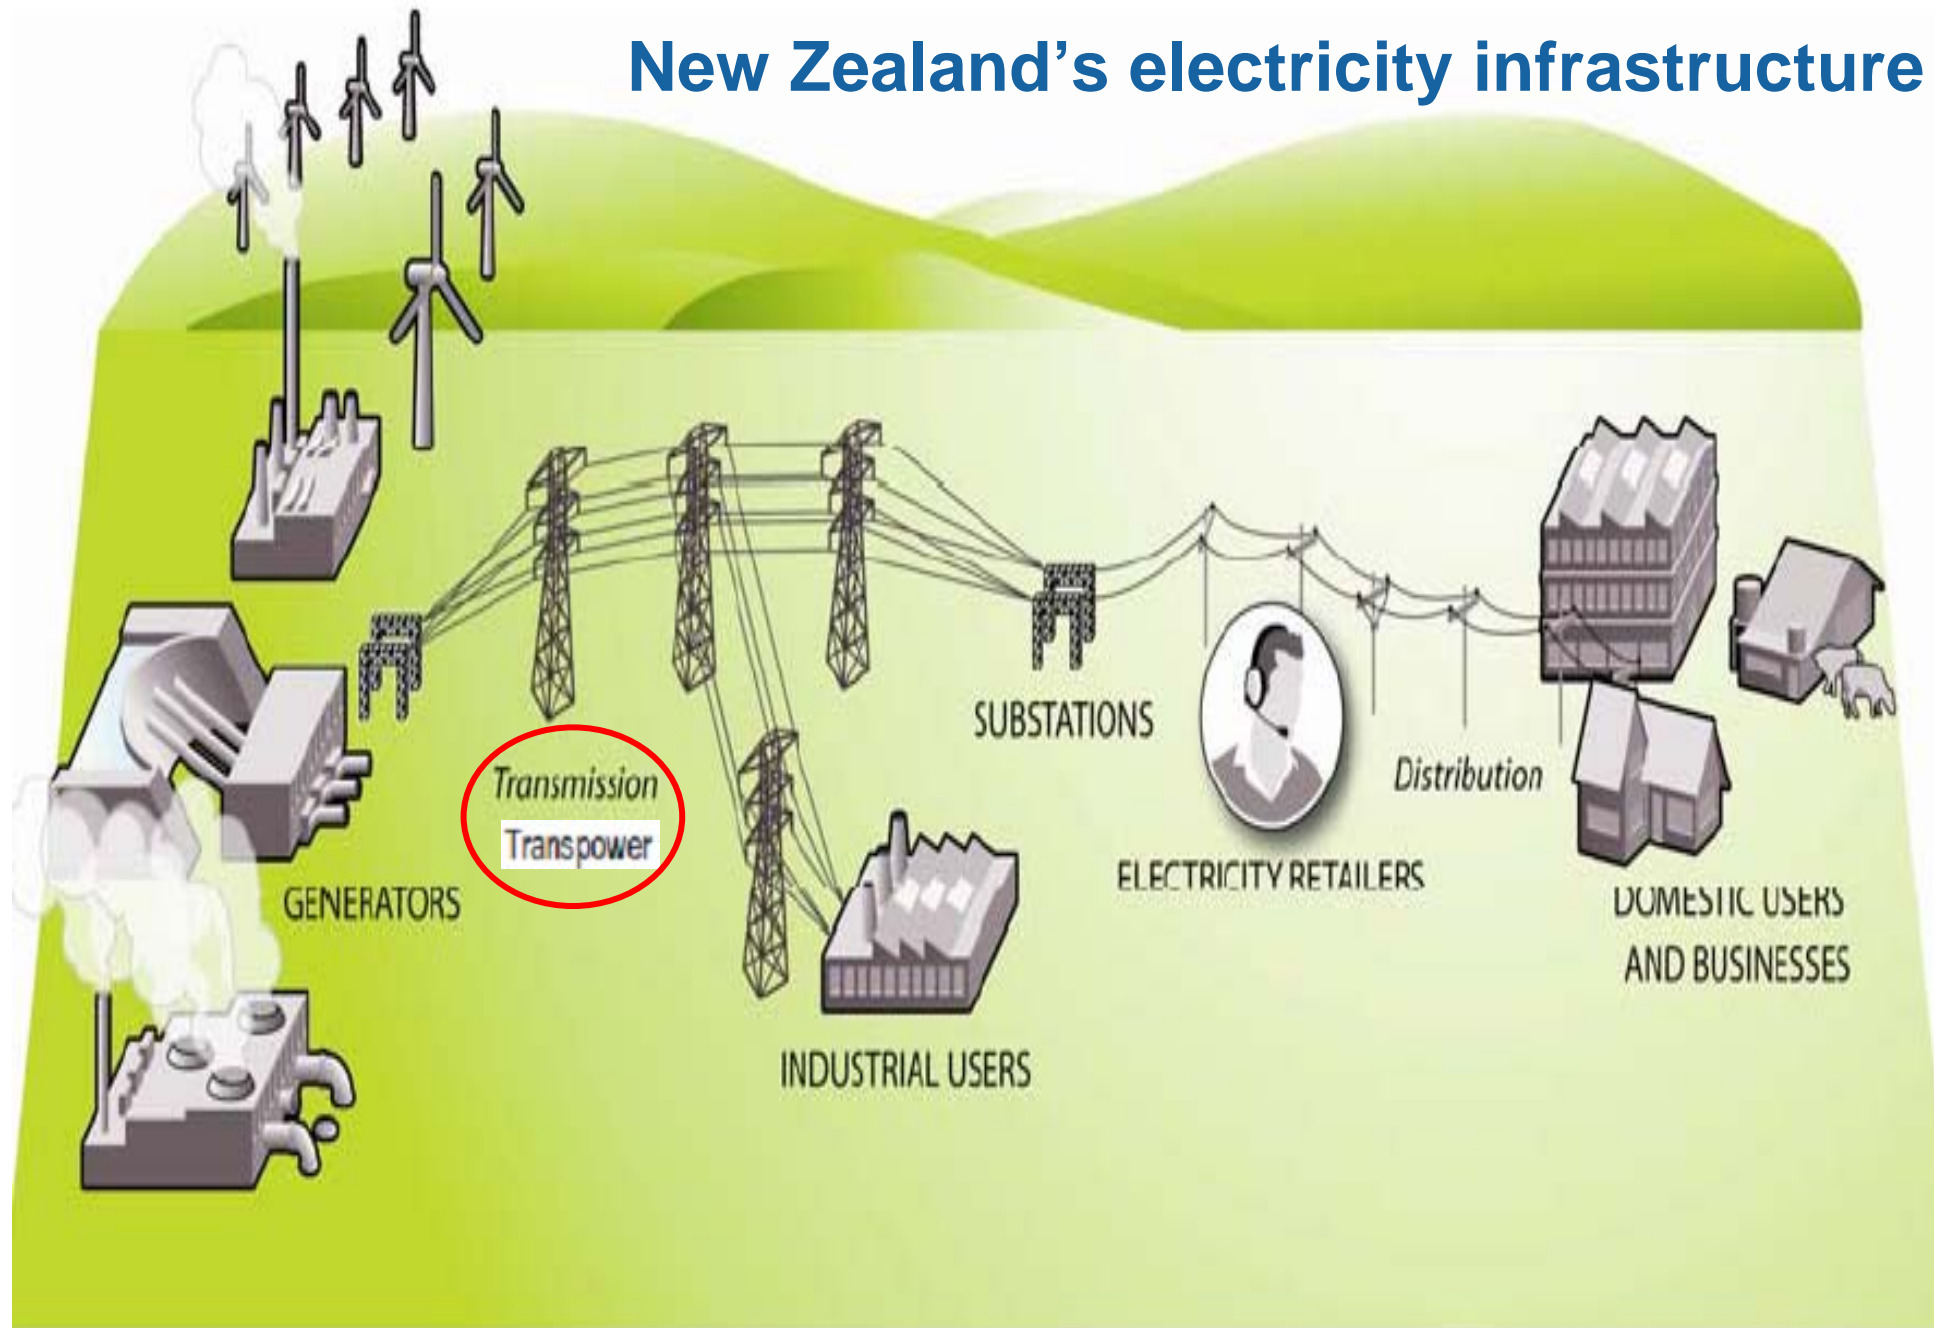 New Zealand’s electricity infrastructure
SUBSTATIONS
Transmission
Transpower
Distribution
GENERATORS
ELECTRICITY RETAILERS
DOMESTIC USERS
AND BUSINESSES
INDUSTRIAL USERS